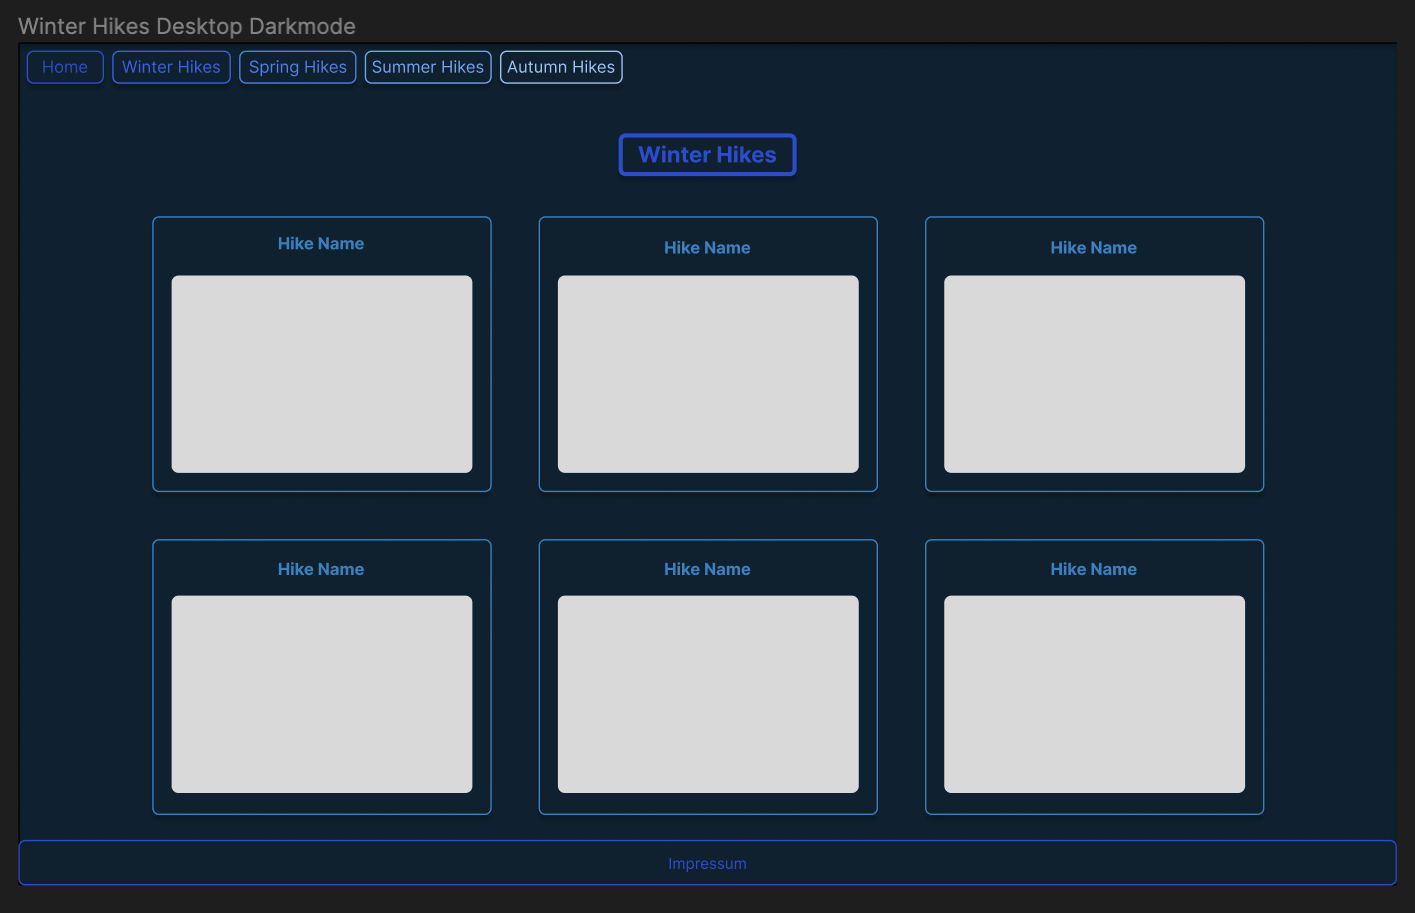 Winter Hikes Desktop Darkmode
Home Winter Hikes Spring Hikes Summer Hikes Autumn Hikes
Winter Hikes
Hike Name Hike Name Hike Name
Hike Name Hike Name Hike Name
Impressum